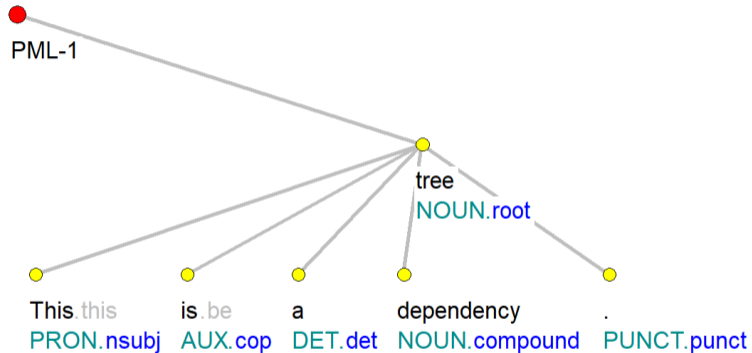 PML-1
tree
NOUN.root
This.this is.be a dependency .
PRON.nsubj AUX.cop DET.det NOUN.compound PUNCT.punct